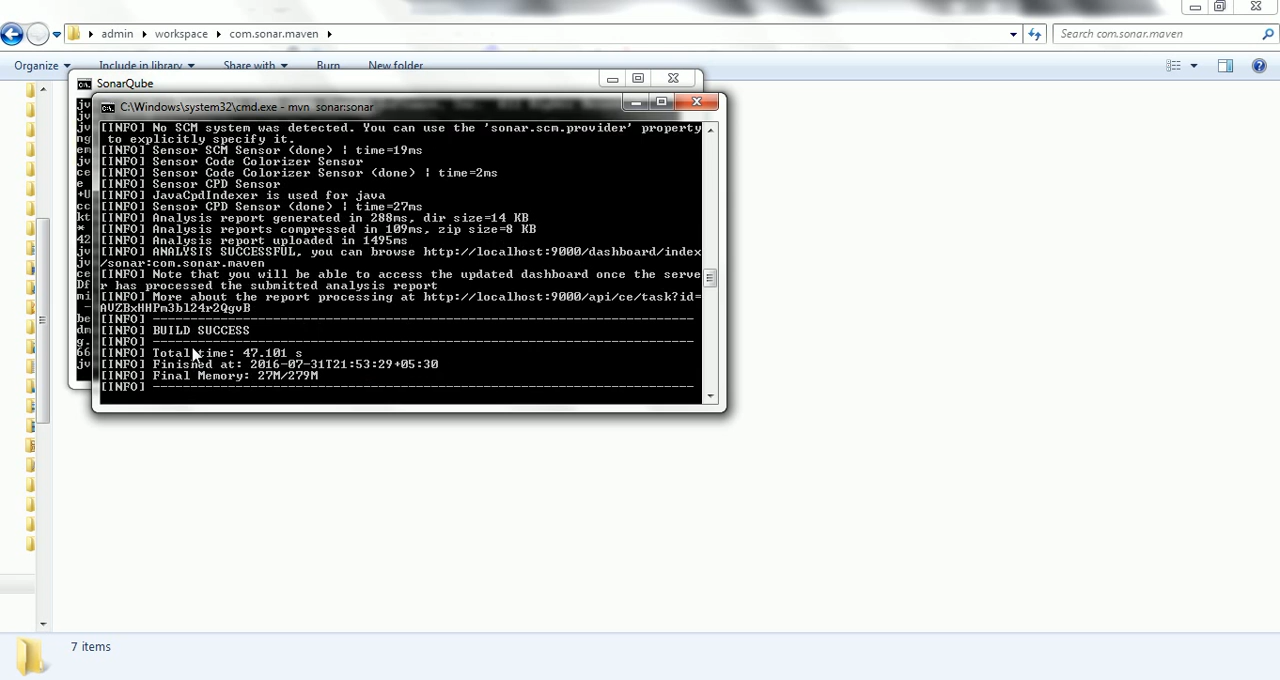 admin workspace com.sonar.maven
Search com.sonar.maven
Organize Include in library Share with Burn New folder
SonarQube
C:\Windows\system32\cmd.exe - mvn sonar:sonar
[INFO] No SCM system was detected. You can use the 'sonar.scm.provider' property
to explicitly specify it.
[INFO] Sensor SCM Sensor (done) | time=19ms
[INFO] Sensor Code Colorizer Sensor
[INFO] Sensor Code Colorizer Sensor (done) | time=2ms
[INFO] Sensor CPD Sensor
[INFO] JavaCpdIndexer is used for java
[INFO] Sensor CPD Sensor (done) | time=27ms
[INFO] Analysis report generated in 288ms, dir size=14 KB
[INFO] Analysis reports compressed in 109ms, zip size=8 KB
[INFO] Analysis report uploaded in 1495ms
[INFO] ANALYSIS SUCCESSFUL, you can browse http://localhost:9000/dashboard/index
/sonar:com.sonar.maven
[INFO] Note that you will be able to access the updated dashboard once the serve
r has processed the submitted analysis report
[INFO] More about the report processing at http://localhost:9000/api/ce/task?id=
AVZBxHHPm3bl24r2QgvB
[INFO] ------------------------------------------------------------------------
[INFO] BUILD SUCCESS
[INFO] ------------------------------------------------------------------------
[INFO] Total time: 47.101 s
[INFO] Finished at: 2016-07-31T21:53:29+05:30
[INFO] Final Memory: 27M/279M
[INFO] ------------------------------------------------------------------------
7 items